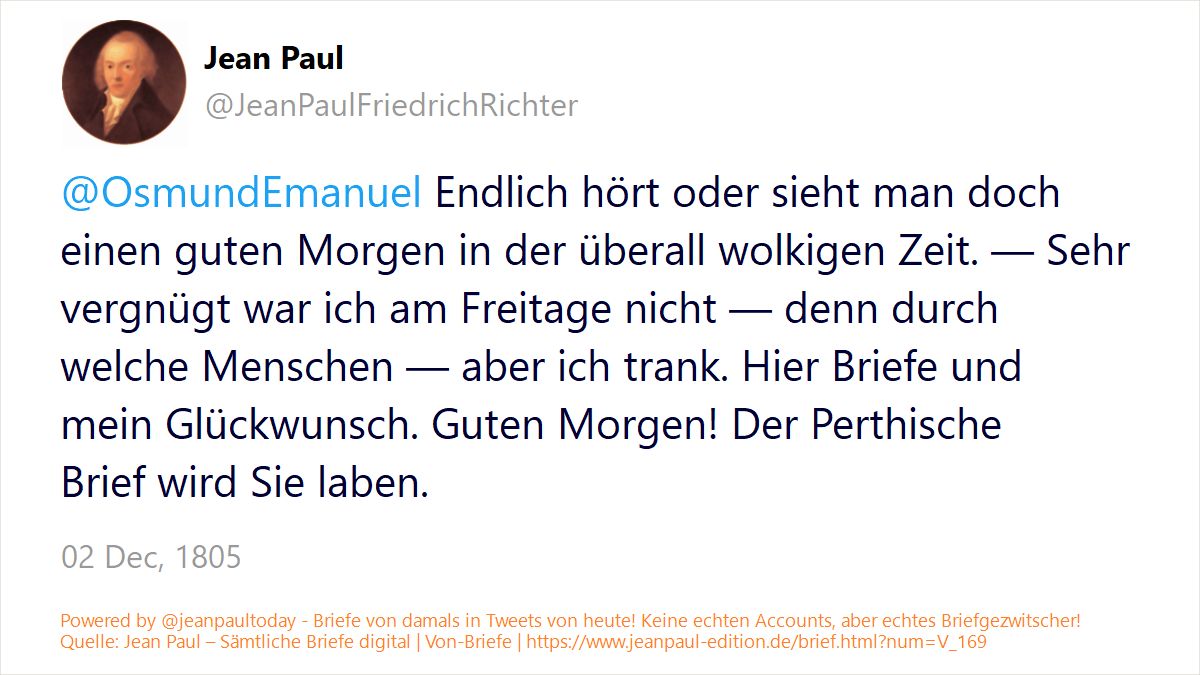 Jean Paul
@JeanPaulFriedrichRichter
@OsmundEmanuel Endlich hört oder sieht man doch
einen guten Morgen in der überall wolkigen Zeit. — Sehr
vergnügt war ich am Freitage nicht — denn durch
welche Menschen — aber ich trank. Hier Briefe und
mein Glückwunsch. Guten Morgen! Der Perthische
Brief wird Sie laben.
02 Dec, 1805
Powered by @jeanpaultoday - Briefe von damals in Tweets von heute! Keine echten Accounts, aber echtes Briefgezwitscher!
Quelle: Jean Paul – Sämtliche Briefe digital | Von-Briefe | https://www.jeanpaul-edition.de/brief.html?num=V_169